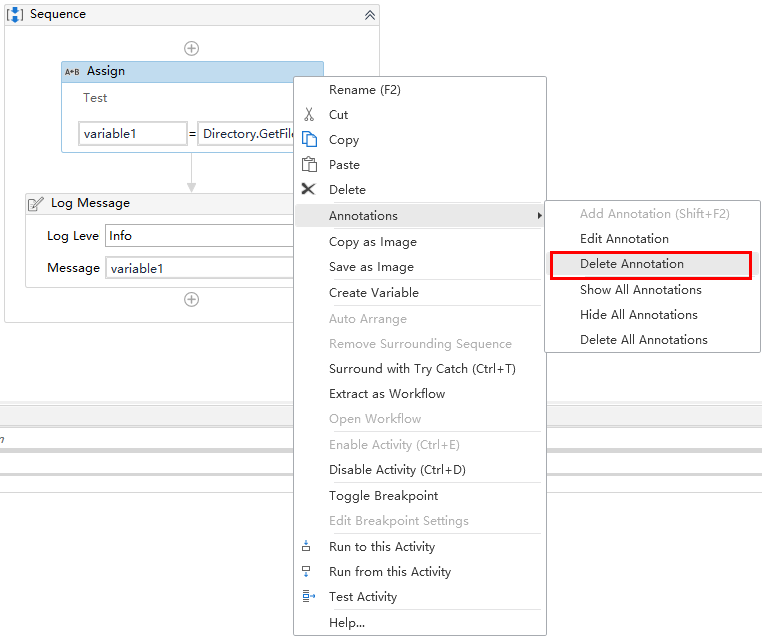 Sequence
A+B Assign
Test
variable1 = Directory.GetFile
Log Message
Log Leve Info
Message variable1
Rename (F2)
Cut
Copy
Paste
Delete
Annotations
Copy as Image
Save as Image
Create Variable
Auto Arrange
Remove Surrounding Sequence
Surround with Try Catch (Ctrl+T)
Extract as Workflow
Open Workflow
Enable Activity (Ctrl+E)
Disable Activity (Ctrl+D)
Toggle Breakpoint
Edit Breakpoint Settings
Run to this Activity
Run from this Activity
Test Activity
Help...
Add Annotation (Shift+F2)
Edit Annotation
Delete Annotation
Show All Annotations
Hide All Annotations
Delete All Annotations